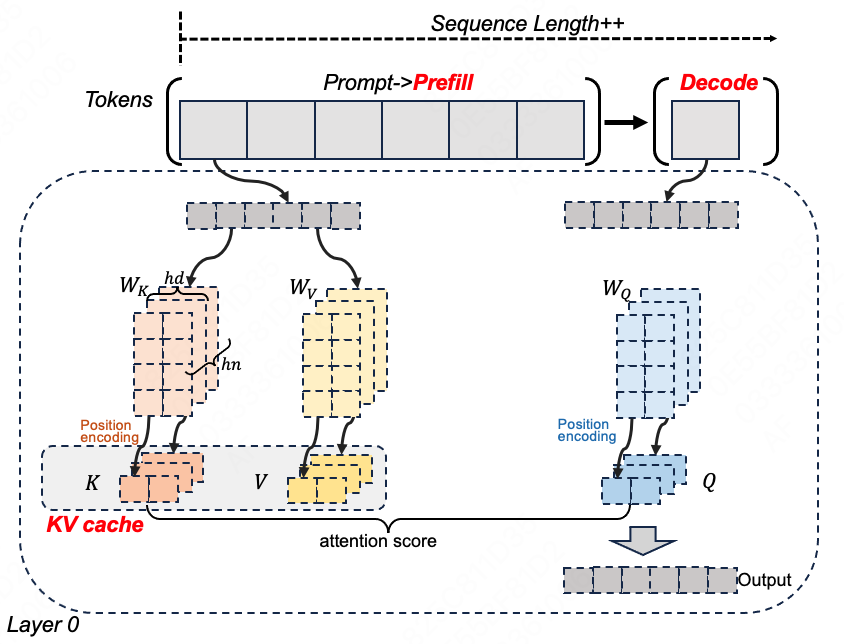 Sequence Length++
Prompt->Prefill
Decode
Tokens
W_K
hd
W_V
W_Q
hn
Position
encoding
Position
encoding
K
V
Q
KV cache
attention score
Output
Layer 0